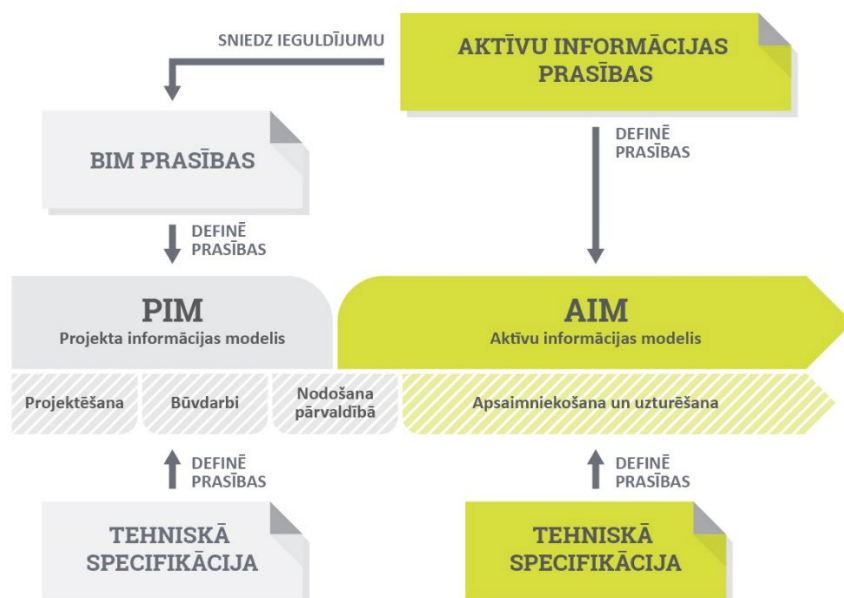 SNIEDZ IEGULDĪJUMU
AKTĪVU INFORMĀCIJAS
PRASĪBAS
BIM PRASĪBAS
DEFINĒ
PRASĪBAS
DEFINĒ
PRASĪBAS
PIM
Projekta informācijas modelis
AIM
Aktīvu informācijas modelis
Projektēšana
Būvdarbi
Nodošana
pārvaldībā
Apsaimniekošana un uzturēšana
DEFINĒ
PRASĪBAS
DEFINĒ
PRASĪBAS
TEHNISKĀ
SPECIFIKĀCIJA
TEHNISKĀ
SPECIFIKĀCIJA